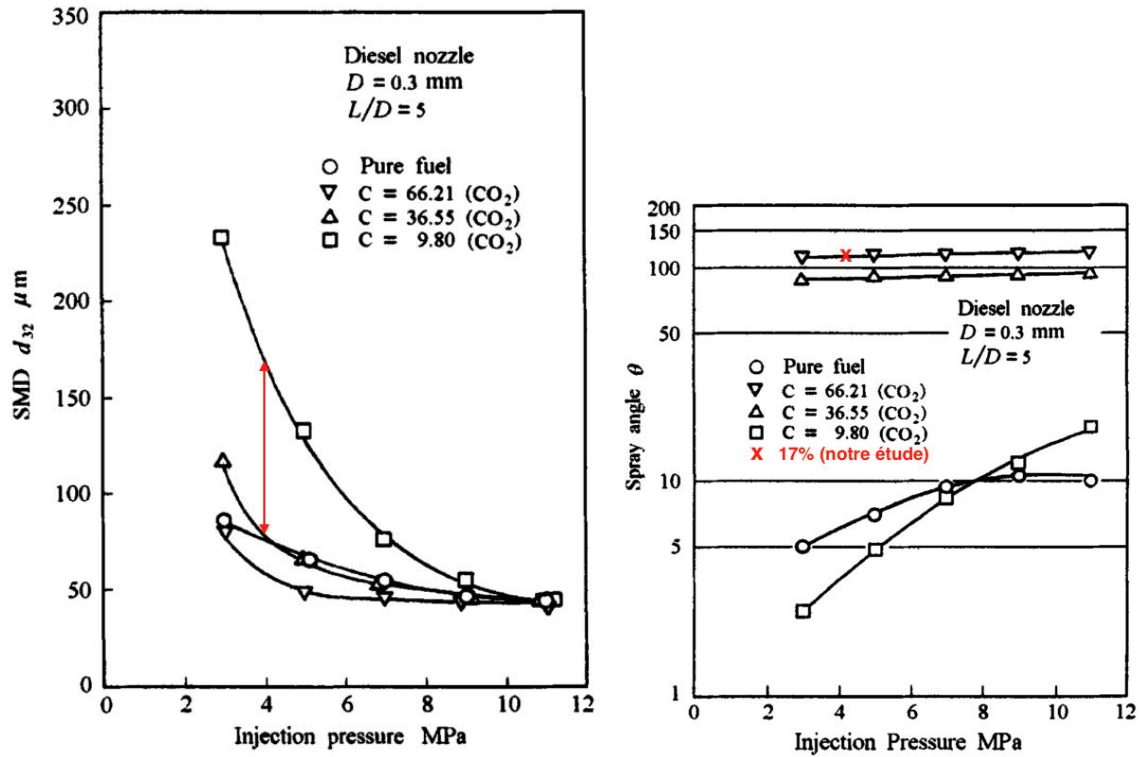 350
300
250
200
150
100
50
0
SMD d32 μm
Diesel nozzle
D = 0.3 mm
L/D = 5
Pure fuel
C = 66.21 (CO2)
C = 36.55 (CO2)
C = 9.80 (CO2)
0 2 4 6 8 10 12
Injection pressure MPa
200
150
100
50
10
5
1
Spray angle θ
X
Diesel nozzle
D = 0.3 mm
L/D = 5
Pure fuel
C = 66.21 (CO2)
C = 36.55 (CO2)
C = 9.80 (CO2)
X 17% (notre étude)
0 2 4 6 8 10 12
Injection Pressure MPa